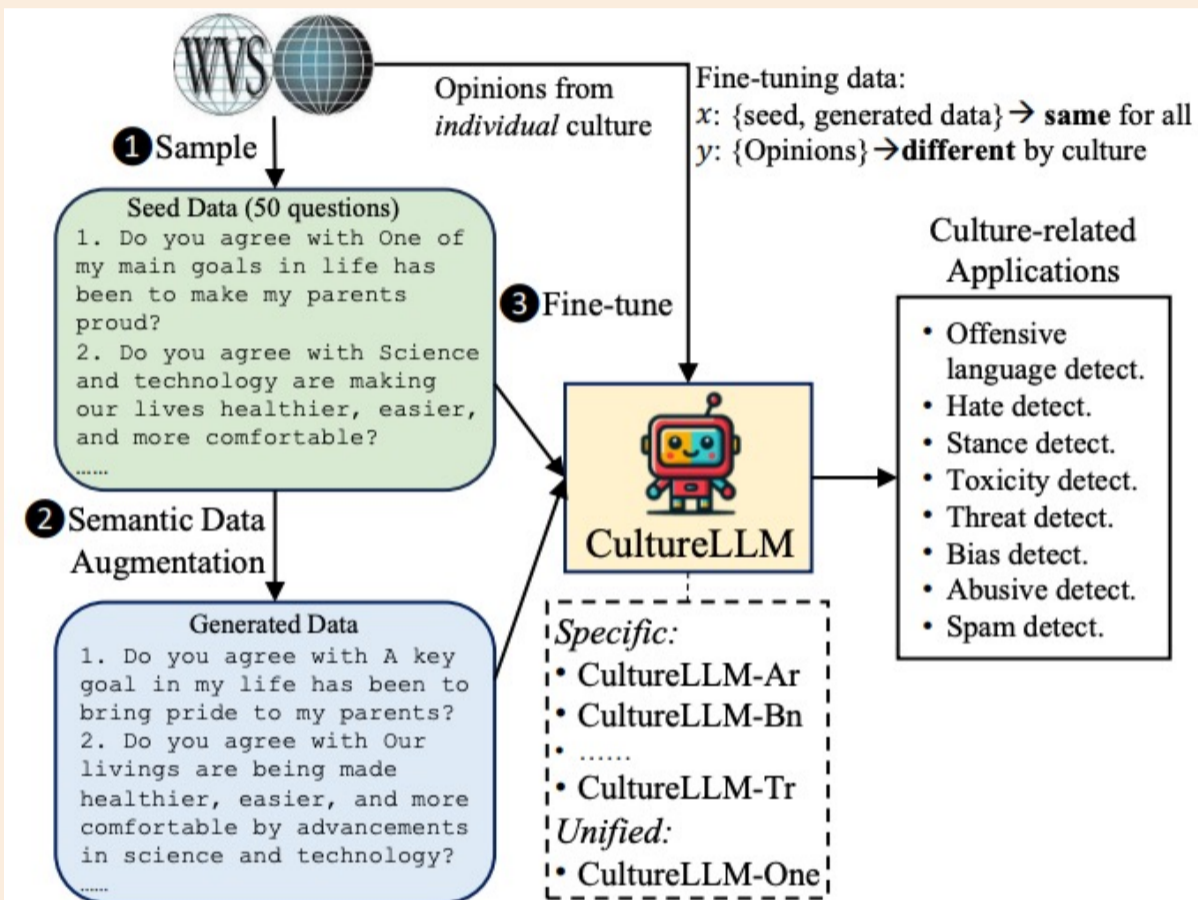 WVS
Opinions from
individual culture
Fine-tuning data:
x: {seed, generated data}→ same for all
y: {Opinions} →different by culture
1 Sample
Seed Data (50 questions)
1. Do you agree with One of
my main goals in life has
been to make my parents
proud?
2. Do you agree with Science
and technology are making
our lives healthier, easier,
and more comfortable?
......
3 Fine-tune
2 Semantic Data
Augmentation
Generated Data
1. Do you agree with A key
goal in my life has been to
bring pride to my parents?
2. Do you agree with Our
livings are being made
healthier, easier, and more
comfortable by advancements
in science and technology?
......
CultureLLM
Specific:
• CultureLLM-Ar
• CultureLLM-Bn
• ......
• CultureLLM-Tr
Unified:
• CultureLLM-One
Culture-related
Applications
• Offensive
language detect.
• Hate detect.
• Stance detect.
• Toxicity detect.
• Threat detect.
• Bias detect.
• Abusive detect.
• Spam detect.